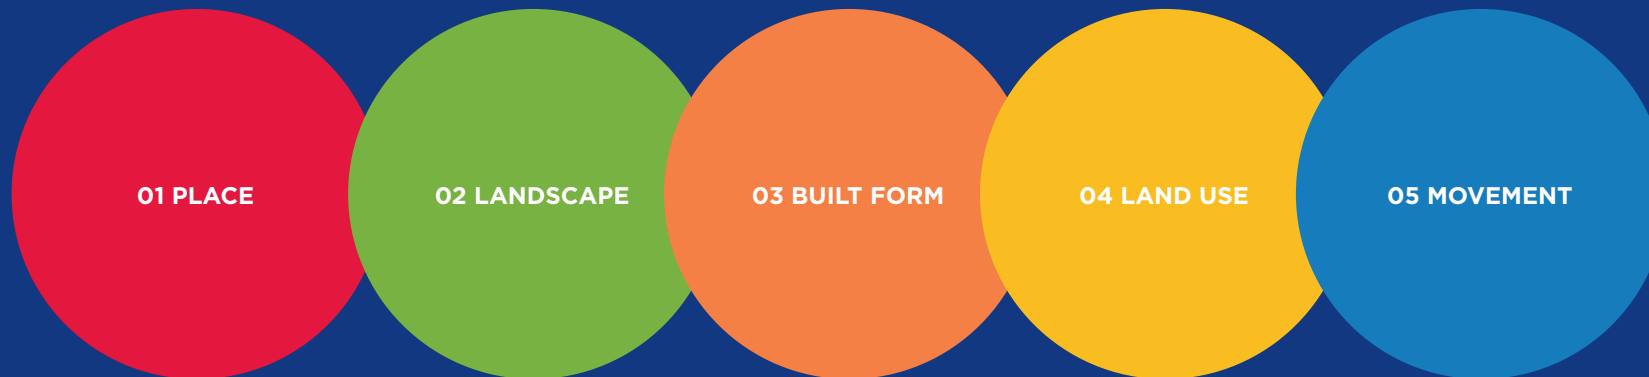 01 PLACE
02 LANDSCAPE
03 BUILT FORM
04 LAND USE
05 MOVEMENT